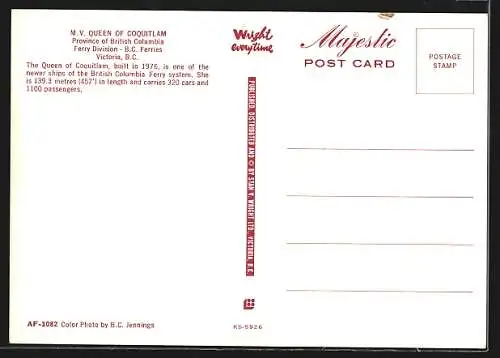 M.V. QUEEN OF COQUITLAM
Province of British Columbia
Ferry Division - B.C. Ferries
Victoria, B.C.
The Queen of Coquitlam, built in 1976, is one of the
newer ships of the British Columbia Ferry system. She
is 139.3 metres (457') in length and carries 320 cars and
1100 passengers.
AF-1082 Color Photo by B.C. Jennings
Wright
everytime
PUBLISHED, DISTRIBUTED AND © BY STAN V. WRIGHT LTD. VICTORIA, B.C.
KS-5926
Majestic
POST CARD
POSTAGE
STAMP